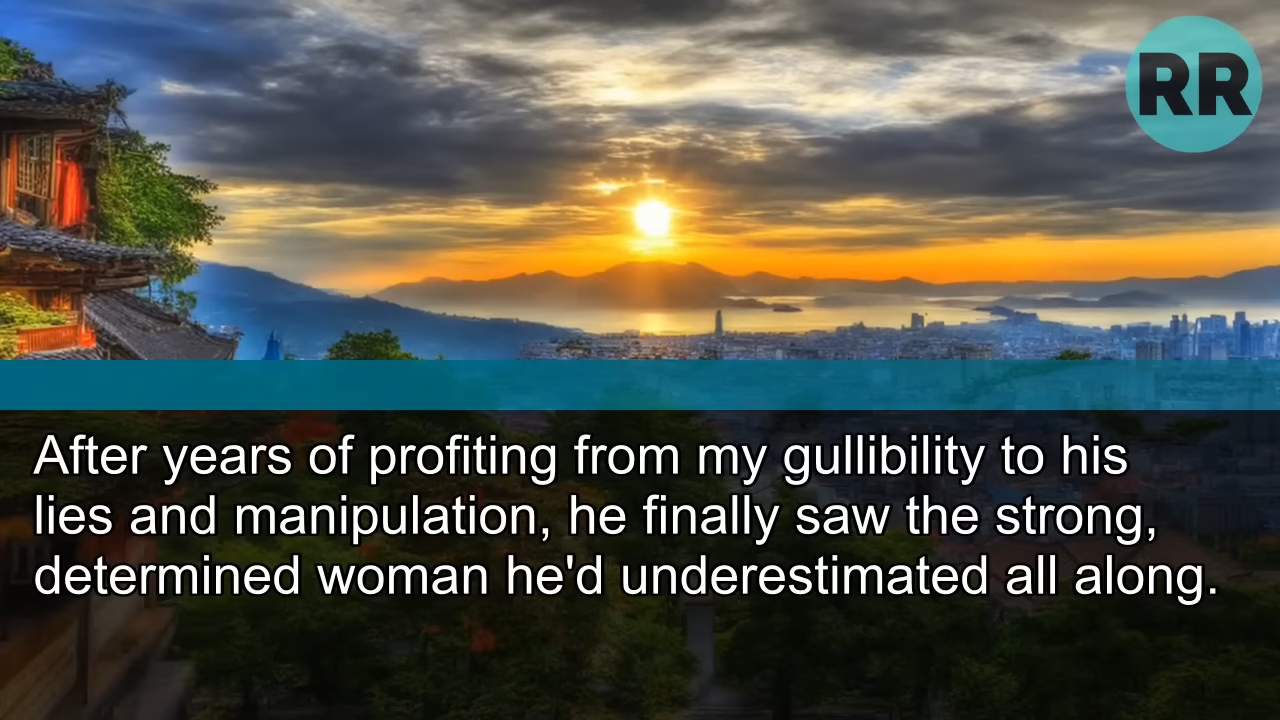 RR
After years of profiting from my gullibility to his
lies and manipulation, he finally saw the strong,
determined woman he'd underestimated all along.